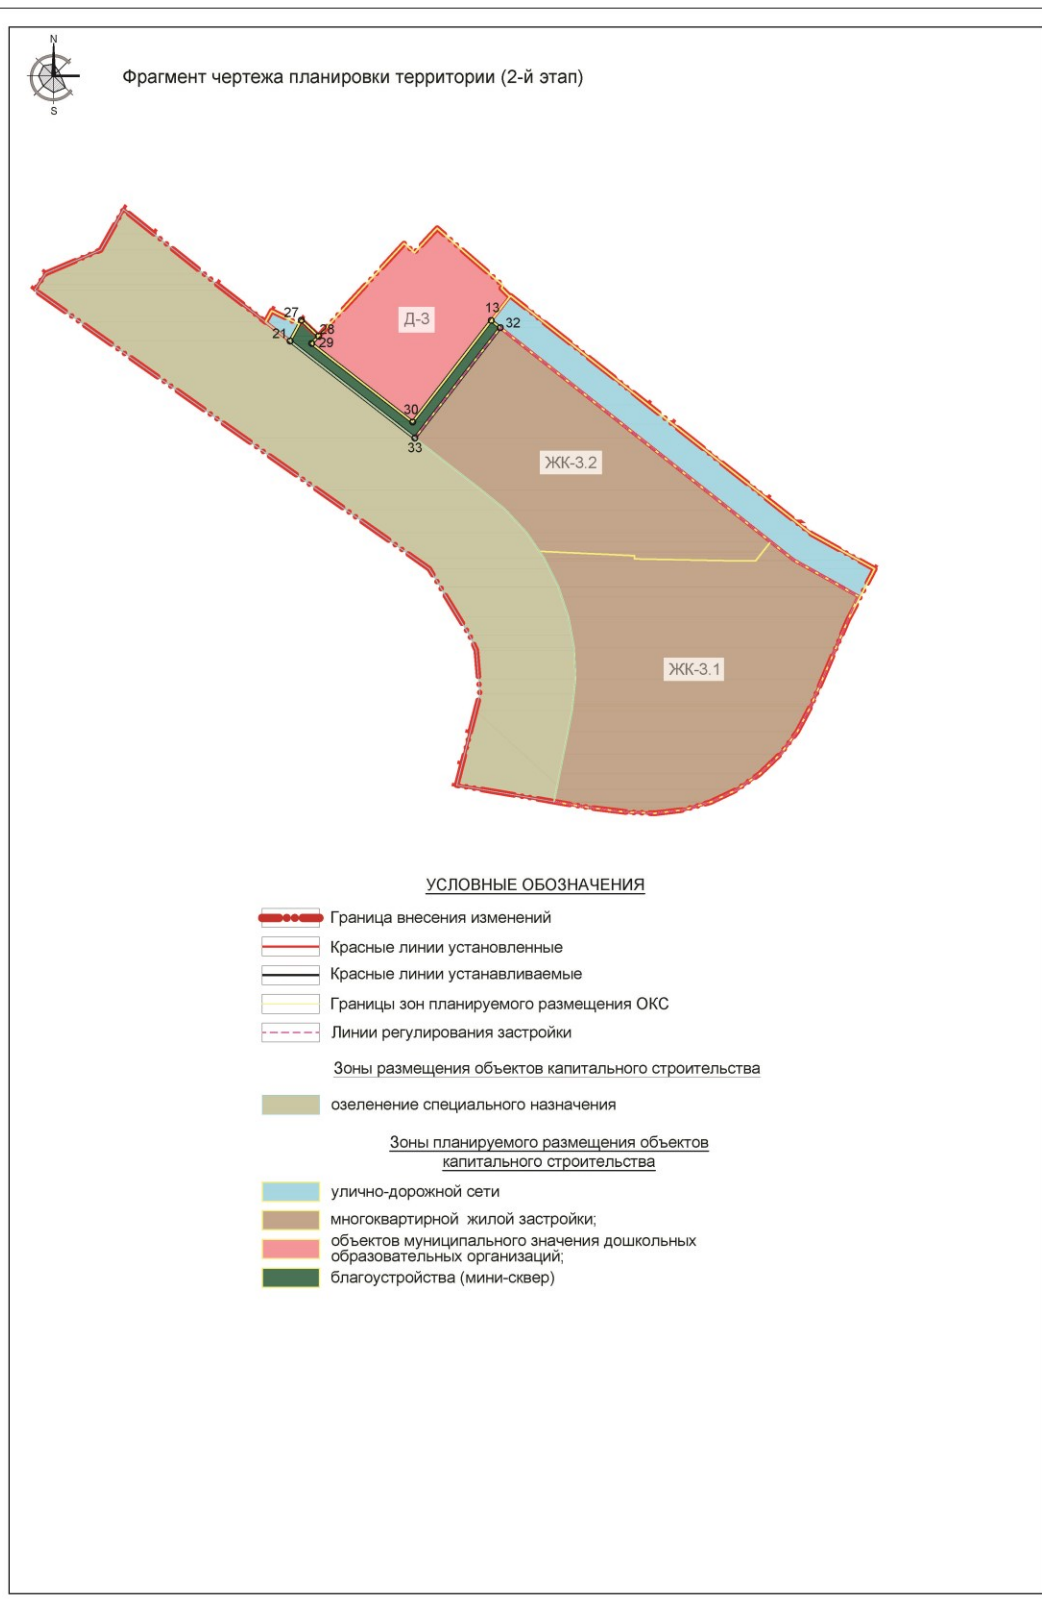 N
S
Фрагмент чертежа планировки территории (2-й этап)
27
28
21
29
Д-3
13
32
30
33
ЖК-3.2
ЖК-3.1
УСЛОВНЫЕ ОБОЗНАЧЕНИЯ
Граница внесения изменений
Красные линии установленные
Красные линии устанавливаемые
Границы зон планируемого размещения ОКС
Линии регулирования застройки
Зоны размещения объектов капитального строительства
озеленение специального назначения
Зоны планируемого размещения объектов
капитального строительства
улично-дорожной сети
многоквартирной жилой застройки;
объектов муниципального значения дошкольных
образовательных организаций;
благоустройства (мини-сквер)